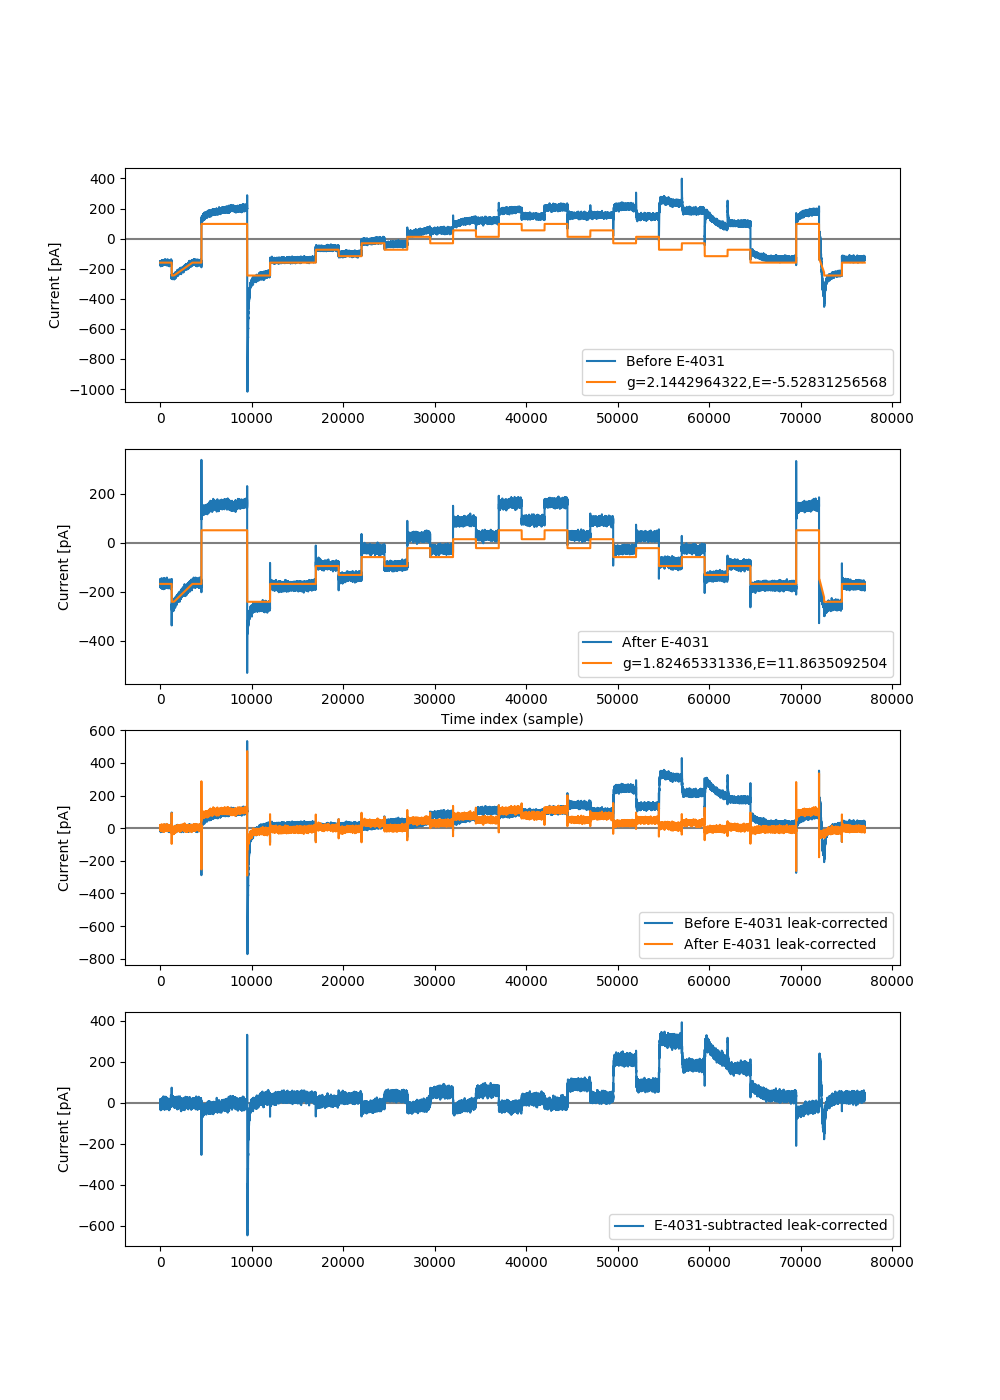 400
200
0
−200
−400
−600
−800
−1000
Current [pA]
Before E-4031
g=2.1442964322,E=-5.52831256568
0 10000 20000 30000 40000 50000 60000 70000 80000
200
0
−200
−400
Current [pA]
After E-4031
g=1.82465331336,E=11.8635092504
0 10000 20000 30000 40000 50000 60000 70000 80000
Time index (sample)
600
400
200
0
−200
−400
−600
−800
Current [pA]
Before E-4031 leak-corrected
After E-4031 leak-corrected
0 10000 20000 30000 40000 50000 60000 70000 80000
400
200
0
−200
−400
−600
Current [pA]
E-4031-subtracted leak-corrected
0 10000 20000 30000 40000 50000 60000 70000 80000